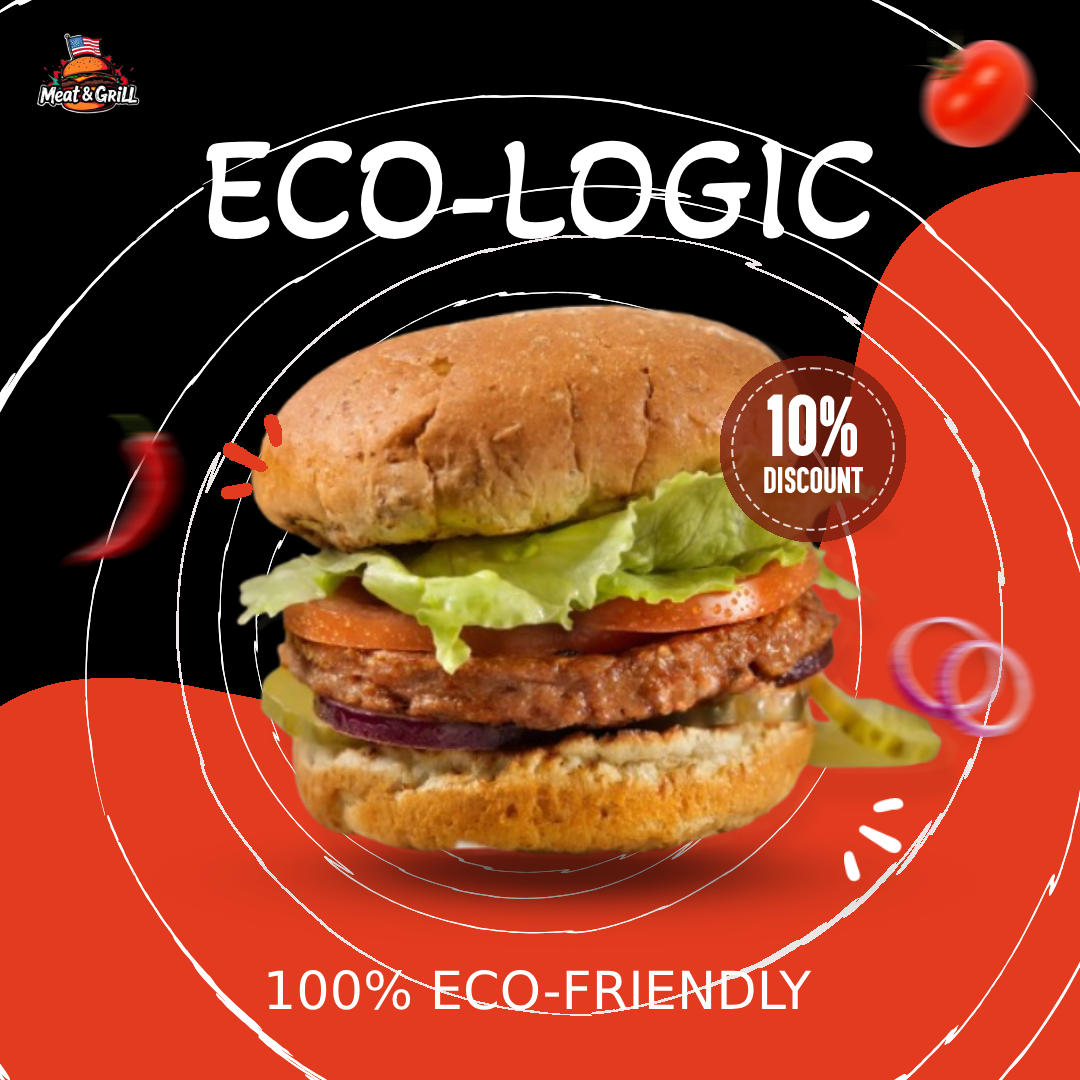 Meat & GriLL
ECO-LOGIC
10%
DISCOUNT
100% ECO-FRIENDLY